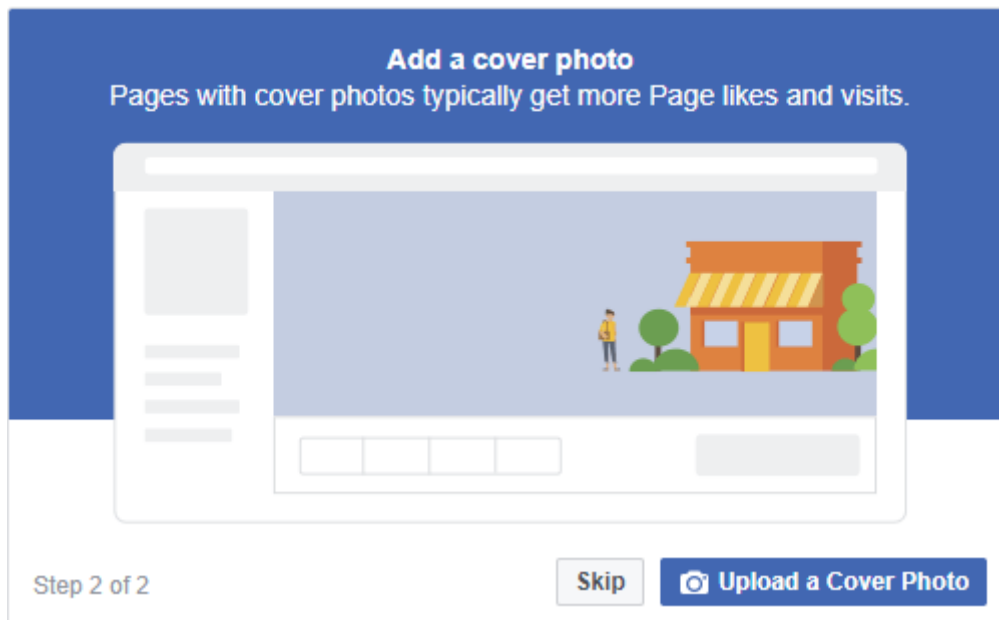 Add a cover photo
Pages with cover photos typically get more Page likes and visits.
Step 2 of 2
Skip
Upload a Cover Photo